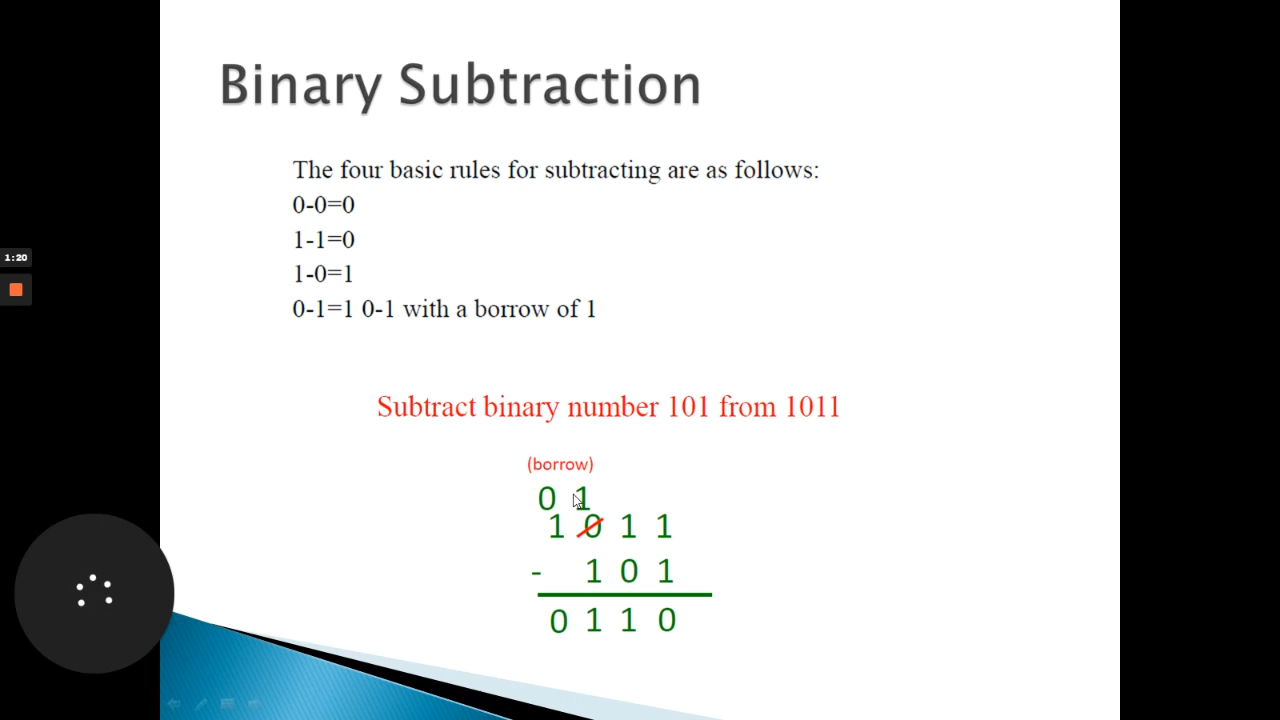 Binary Subtraction
The four basic rules for subtracting are as follows:
0-0=0
1-1=0
1:20
1-0=1
0-1=1 0-1 with a borrow of 1
Subtract binary number 101 from 1011
(borrow)
0 1
1 0 1 1
- 1 0 1
0 1 1 0